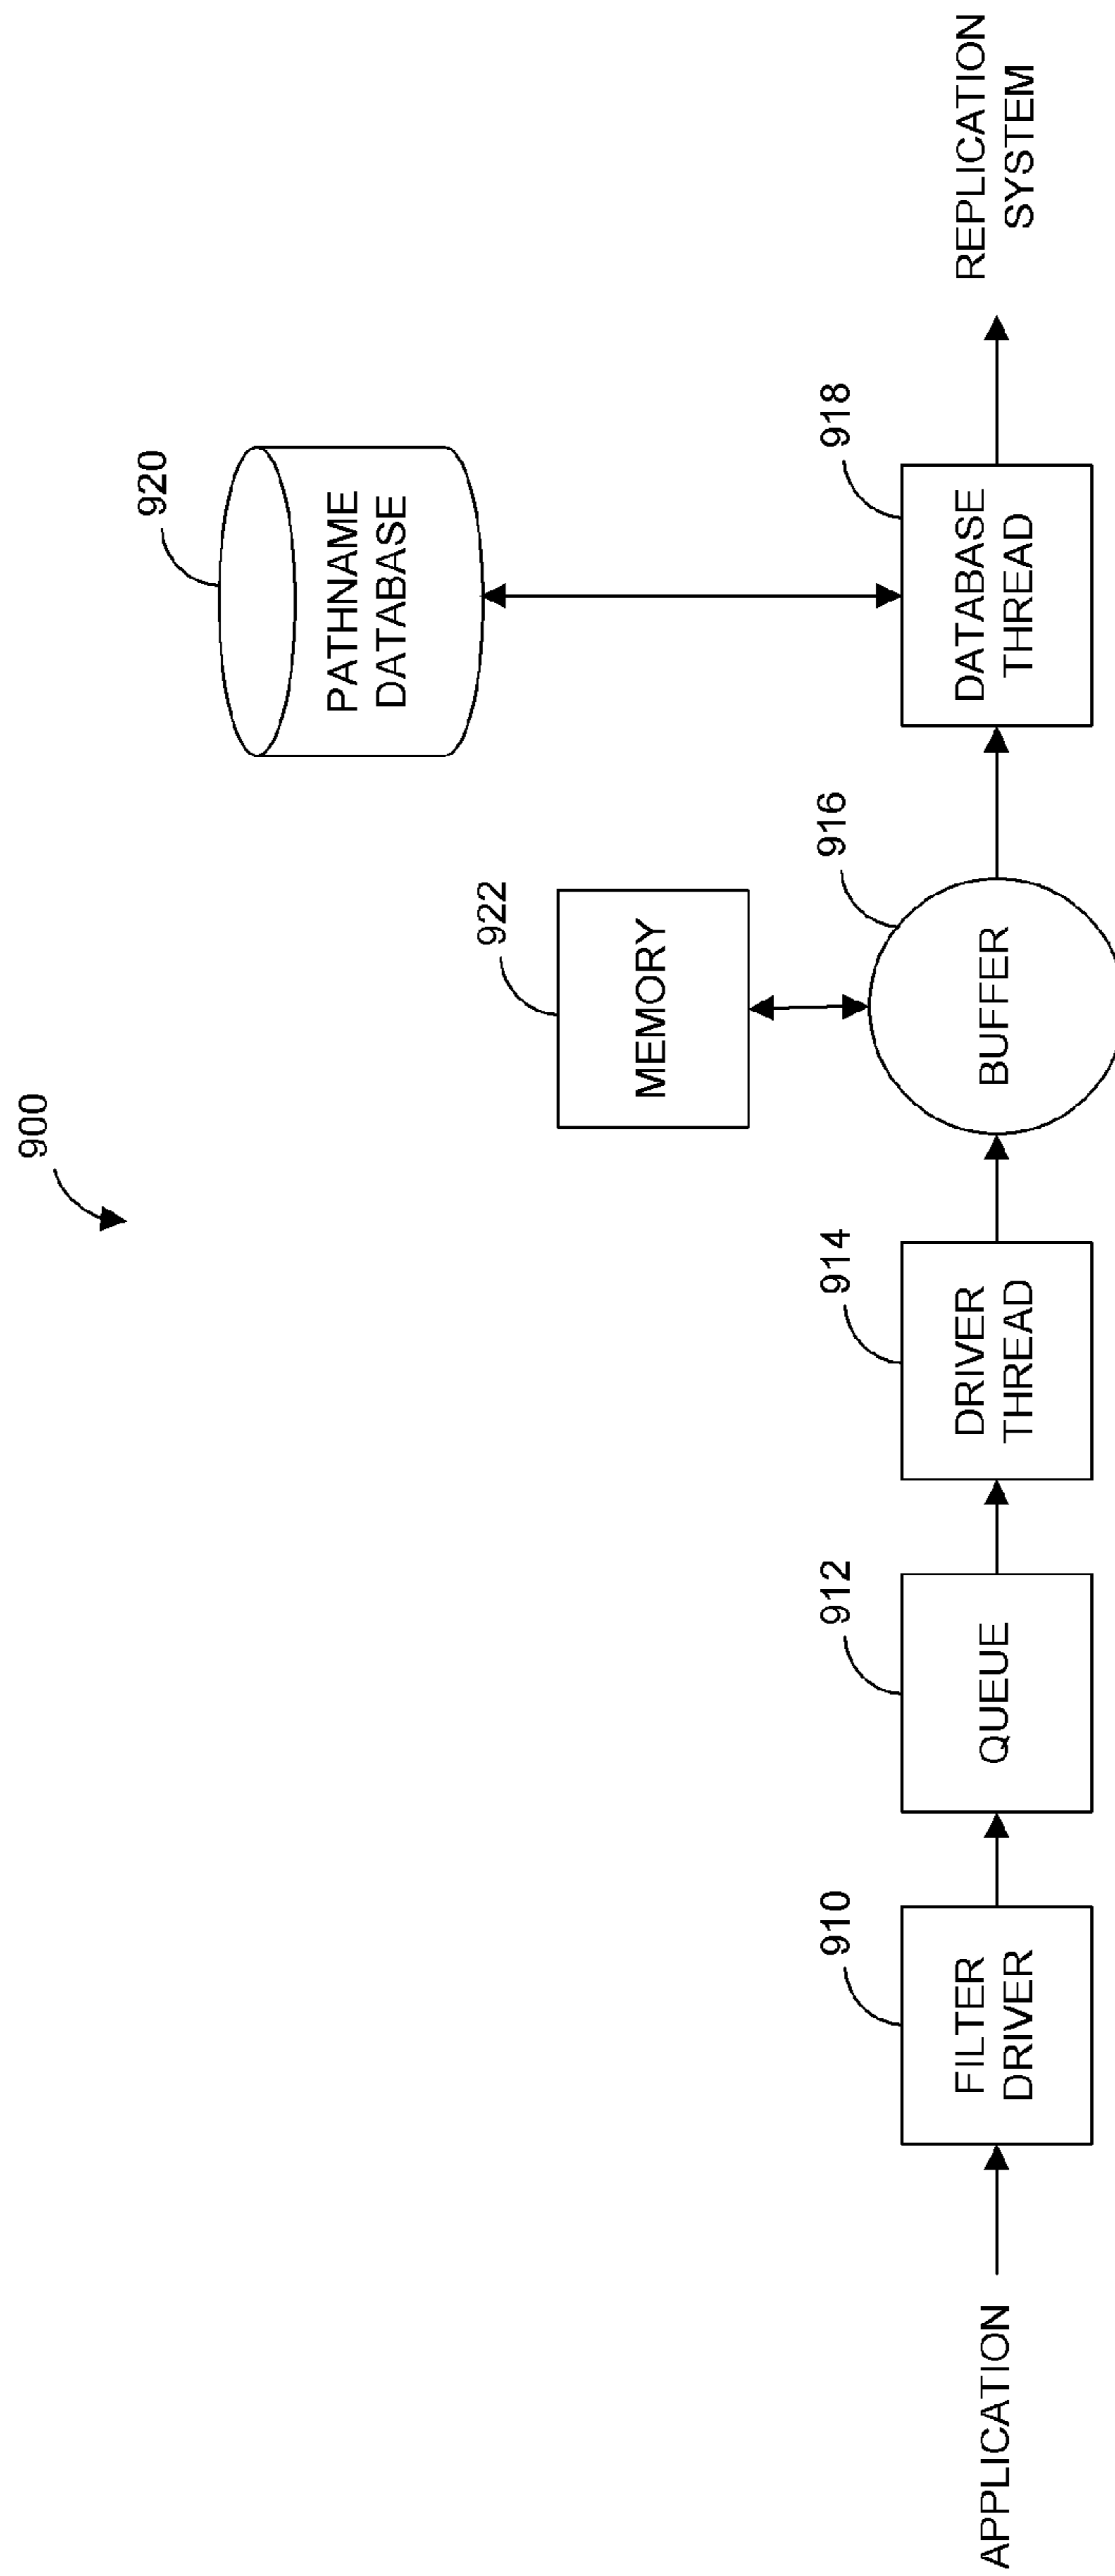 900
920
PATHNAME
DATABASE
922
MEMORY
910
FILTER
DRIVER
912
QUEUE
914
DRIVER
THREAD
916
BUFFER
918
DATABASE
THREAD
APPLICATION
REPLICATION
SYSTEM